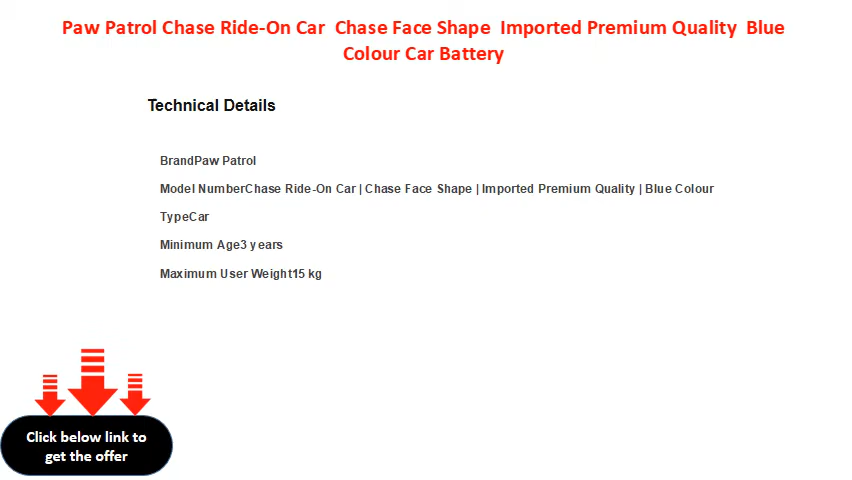 Paw Patrol Chase Ride-On Car  Chase Face Shape  Imported Premium Quality  Blue
Colour Car Battery
Technical Details
BrandPaw Patrol
Model NumberChase Ride-On Car | Chase Face Shape | Imported Premium Quality | Blue Colour
TypeCar
Minimum Age3 years
Maximum User Weight15 kg
Click below link to
get the offer